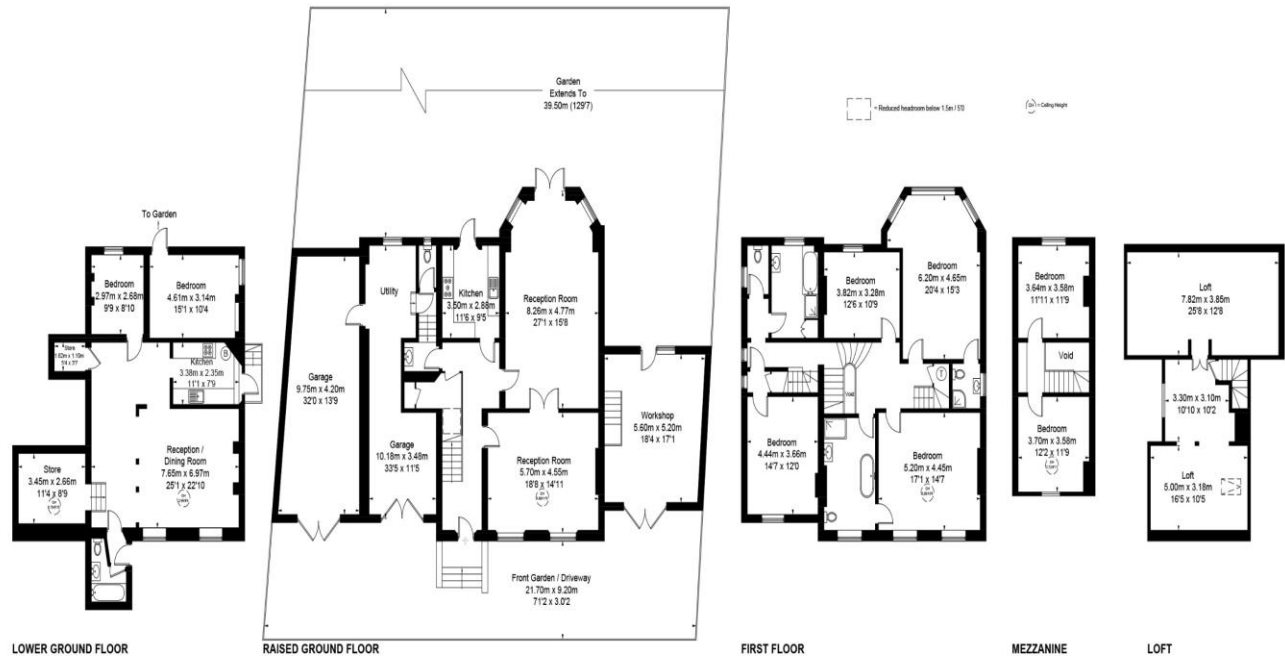 Garden
Extends To
39.50m (129'7)
= Reduced headroom below 1.5m / 5'0
CH = Ceiling Height
To Garden
Bedroom
2.97m x 2.68m
9'9 x 8'10
Bedroom
4.61m x 3.14m
15'1 x 10'4
Store
Kitchen
3.38m x 2.35m
11'1 x 7'9
B
Store
3.45m x 2.66m
11'4 x 8'9
Reception /
Dining Room
7.65m x 6.97m
25'1 x 22'10
LOWER GROUND FLOOR
Garage
9.75m x 4.20m
32'0 x 13'9
Utility
Kitchen
3.50m x 2.88m
11'6 x 9'5
Reception Room
8.26m x 4.77m
27'1 x 15'8
Garage
10.18m x 3.48m
33'5 x 11'5
Reception Room
5.70m x 4.55m
18'8 x 14'11
Workshop
5.60m x 5.20m
18'4 x 17'1
Front Garden / Driveway
21.70m x 9.20m
71'2 x 3.0'2
RAISED GROUND FLOOR
Bedroom
3.82m x 3.28m
12'6 x 10'9
Bedroom
6.20m x 4.65m
20'4 x 15'3
Void
T
Bedroom
4.44m x 3.66m
14'7 x 12'0
Bedroom
5.20m x 4.45m
17'1 x 14'7
FIRST FLOOR
Bedroom
3.64m x 3.58m
11'11 x 11'9
Void
Bedroom
3.70m x 3.58m
12'2 x 11'9
MEZZANINE
Loft
7.82m x 3.85m
25'8 x 12'8
3.30m x 3.10m
10'10 x 10'2
Loft
5.00m x 3.18m
16'5 x 10'5
LOFT